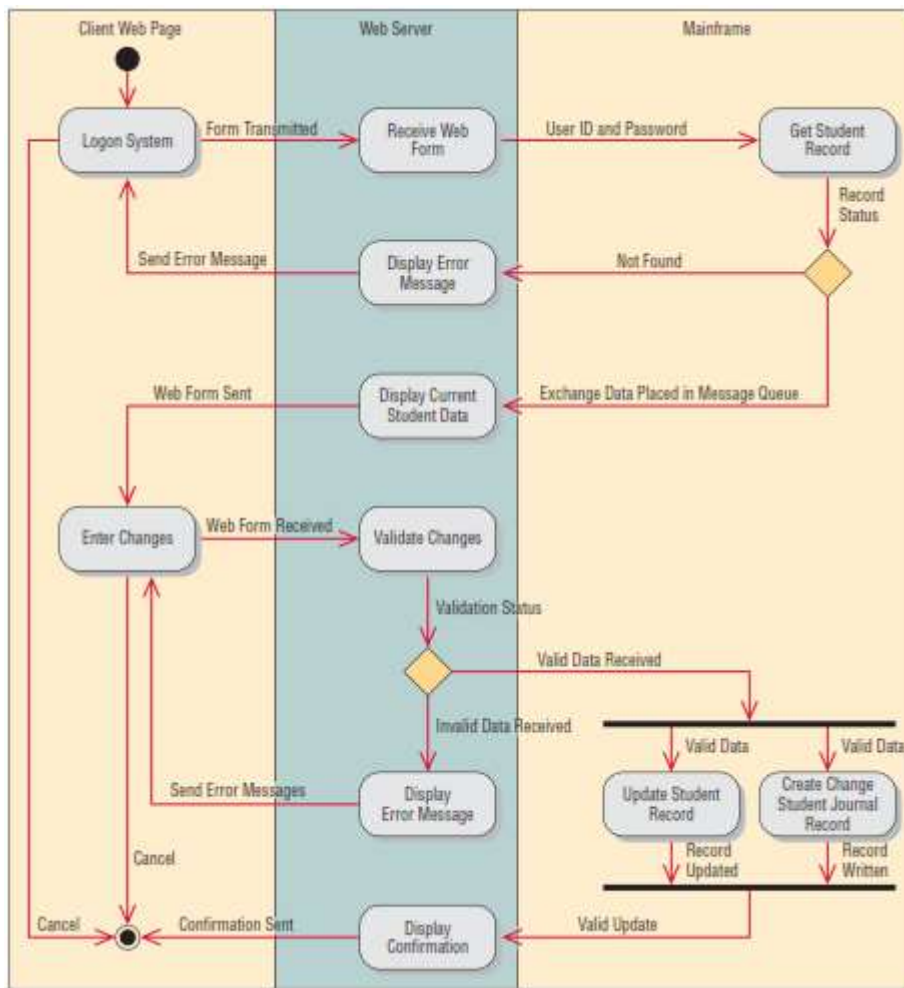 Client Web Page
Web Server
Mainframe
Logon System
Form Transmitted
Receive Web
Form
User ID and Password
Get Student
Record
Record
Status
Send Error Message
Display Error
Message
Not Found
Web Form Sent
Display Current
Student Data
Exchange Data Placed in Message Queue
Enter Changes
Web Form Received
Validate Changes
Validation Status
Valid Data Received
Invalid Data Received
Valid Data
Valid Data
Send Error Messages
Display
Error Message
Update Student
Record
Create Change
Student Journal
Record
Record
Updated
Record
Written
Cancel
Cancel
Confirmation Sent
Display
Confirmation
Valid Update